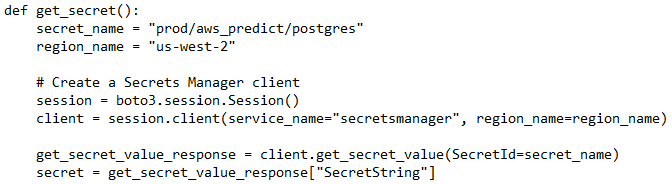 def get_secret():
    secret_name = "prod/aws_predict/postgres"
    region_name = "us-west-2"

    # Create a Secrets Manager client
    session = boto3.session.Session()
    client = session.client(service_name="secretsmanager", region_name=region_name)

    get_secret_value_response = client.get_secret_value(SecretId=secret_name)
    secret = get_secret_value_response["SecretString"]